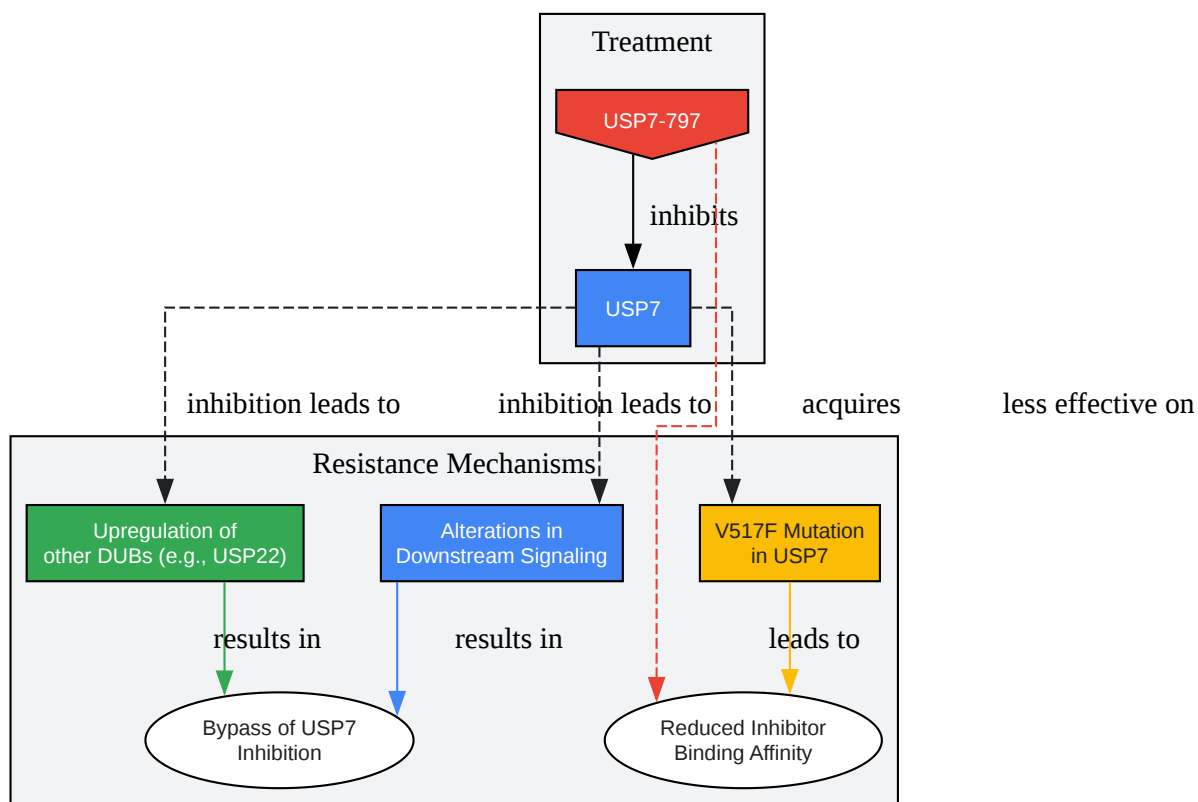 Treatment
USP7-797
inhibits
USP7
inhibition leads to
inhibition leads to
acquires
less effective on
Resistance Mechanisms
Upregulation of
other DUBs (e.g., USP22)
Alterations in
Downstream Signaling
V517F Mutation
in USP7
results in
results in
leads to
Bypass of USP7
Inhibition
Reduced Inhibitor
Binding Affinity